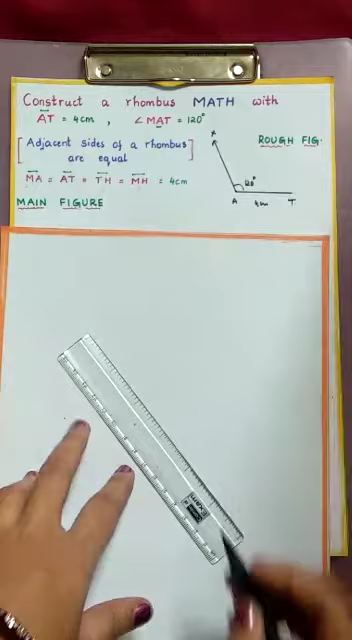 Construct a rhombus MATH with
AT = 4cm , ∠MAT = 120°
[ Adjacent sides of a rhombus
are equal ]
ROUGH FIG.
MA = AT = TH = MH = 4cm
MAIN FIGURE
120°
A 4cm T